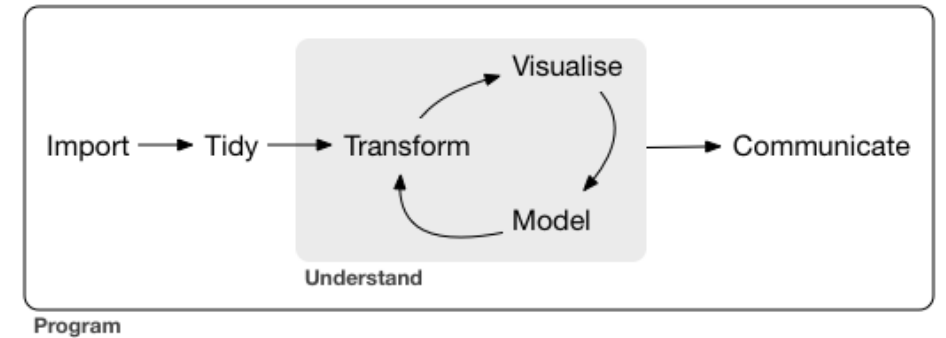 Visualise
Import Tidy Transform Communicate
Model
Understand
Program